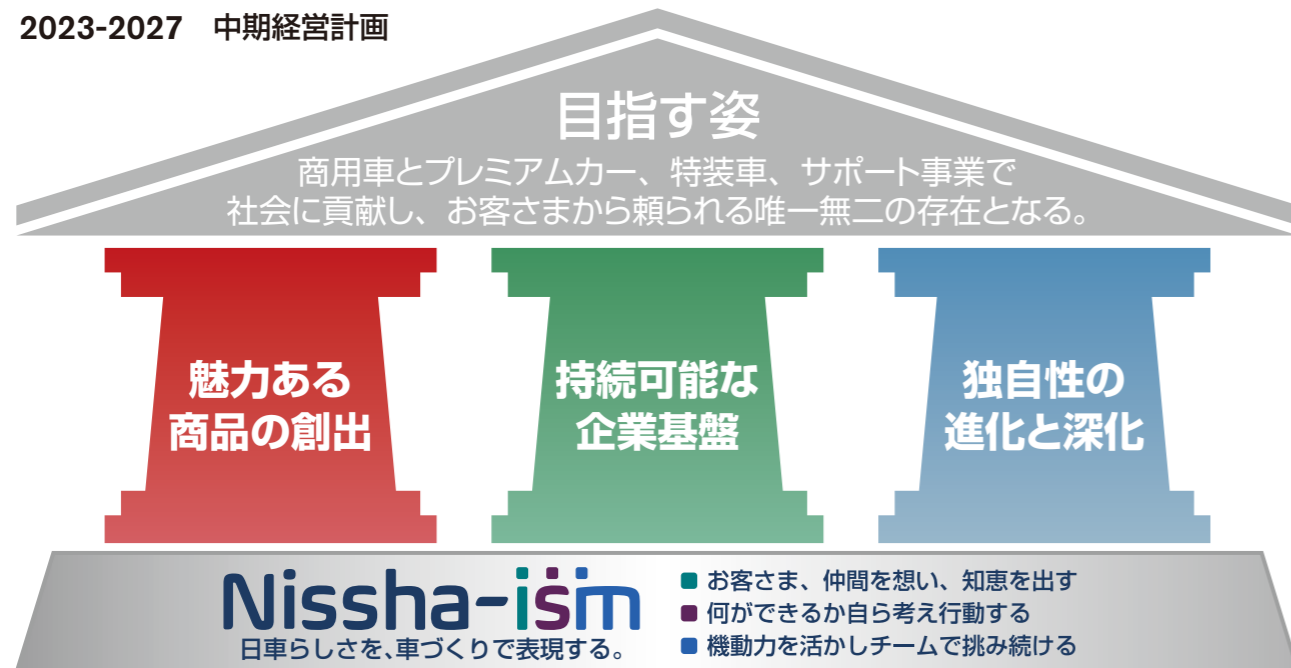 2023-2027 中期経営計画
目指す姿
商用車とプレミアムカー、特装車、サポート事業で
社会に貢献し、お客さまから頼られる唯一無二の存在となる。
魅力ある
商品の創出
持続可能な
企業基盤
独自性の
進化と深化
Nissha-ism
日車らしさを、車づくりで表現する。
お客さま、仲間を想い、知恵を出す
何ができるか自ら考え行動する
機動力を活かしチームで挑み続ける